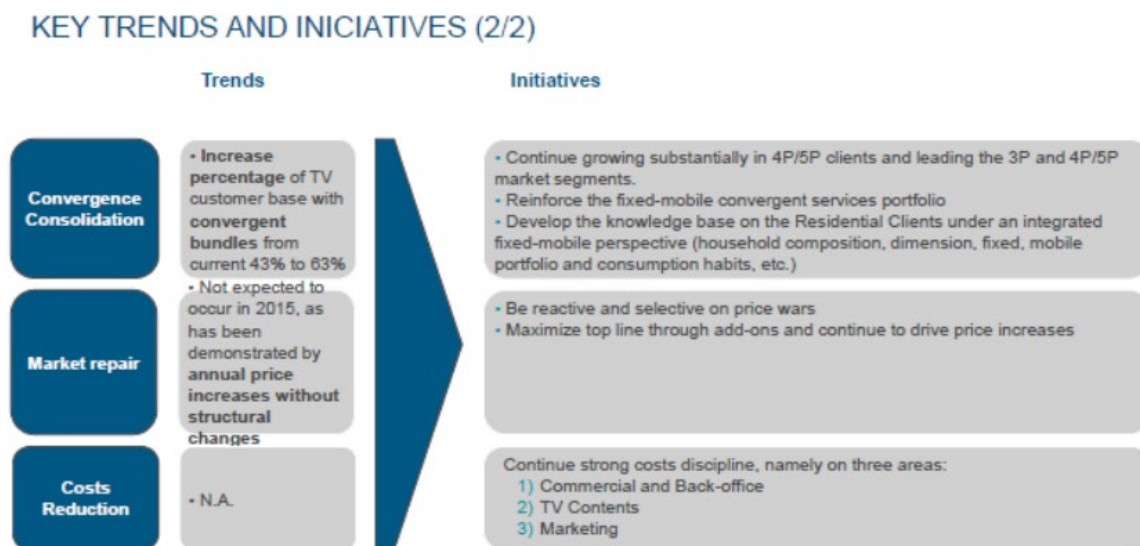 KEY TRENDS AND INICIATIVES (2/2)
Trends
Initiatives
Convergence
Consolidation
• Increase
percentage of TV
customer base with
convergent
bundles from
current 43% to 63%
• Continue growing substantially in 4P/5P clients and leading the 3P and 4P/5P
market segments.
• Reinforce the fixed-mobile convergent services portfolio
• Develop the knowledge base on the Residential Clients under an integrated
fixed-mobile perspective (household composition, dimension, fixed, mobile
portfolio and consumption habits, etc.)
Market repair
• Not expected to
occur in 2015, as
has been
demonstrated by
annual price
increases without
structural
changes
• Be reactive and selective on price wars
• Maximize top line through add-ons and continue to drive price increases
Costs
Reduction
• N.A.
Continue strong costs discipline, namely on three areas:
1) Commercial and Back-office
2) TV Contents
3) Marketing